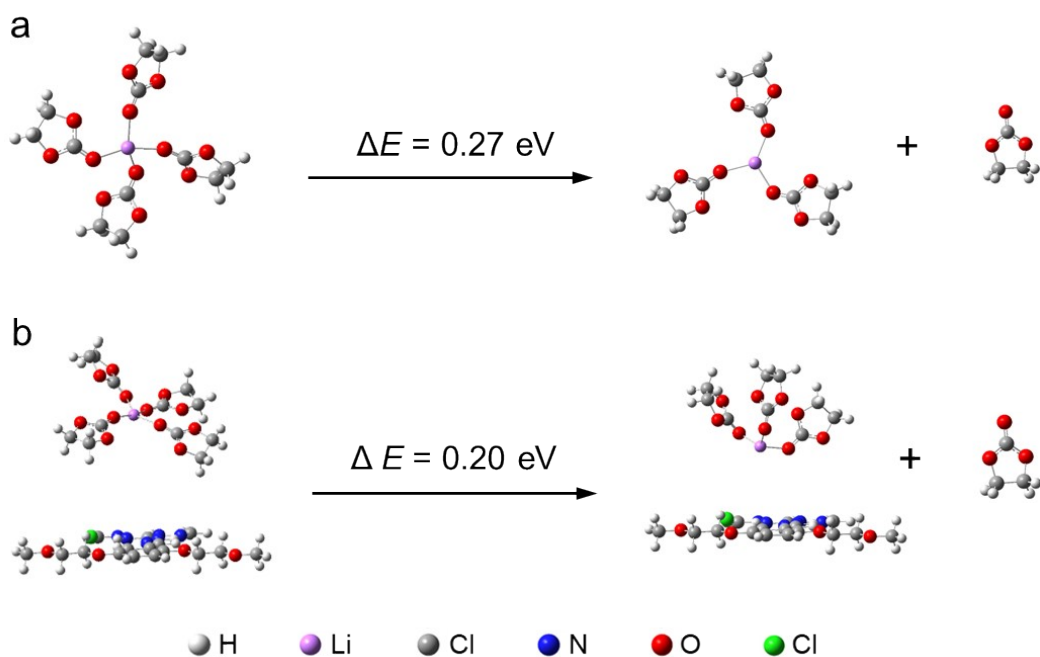 a
ΔE = 0.27 eV
+
b
Δ E = 0.20 eV
+
H Li Cl N O Cl